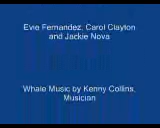 Evie Fernandez, Carol Clayton
and Jackie Nova
Whale Music by Kenny Collins,
Musician